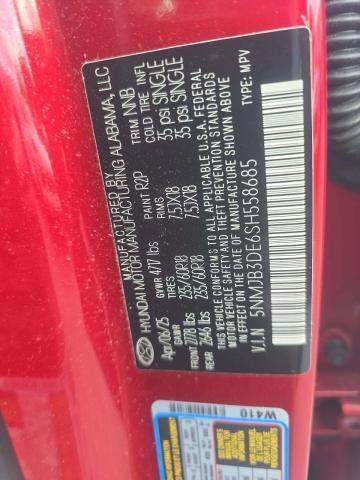 MANUFACTURED BY
HYUNDAI MOTOR MANUFACTURING ALABAMA, LLC
Apr/06/25 GVWR 4771 lbs PAINT R2P TRIM NNB
GAWR TIRES RIMS COLD TIRE INFL
FRONT 2778 lbs 235/60R18 7.5JX18 35 PSI SINGLE
REAR 2646 lbs 235/60R18 7.5JX18 35 PSI SINGLE
THIS VEHICLE CONFORMS TO ALL APPLICABLE U.S.A. FEDERAL
MOTOR VEHICLE SAFETY AND THEFT PREVENTION STANDARDS
IN EFFECT ON THE DATE OF MANUFACTURE SHOWN ABOVE
V.I.N 5NMJB3DE6SH558685 TYPE: MPV
W410